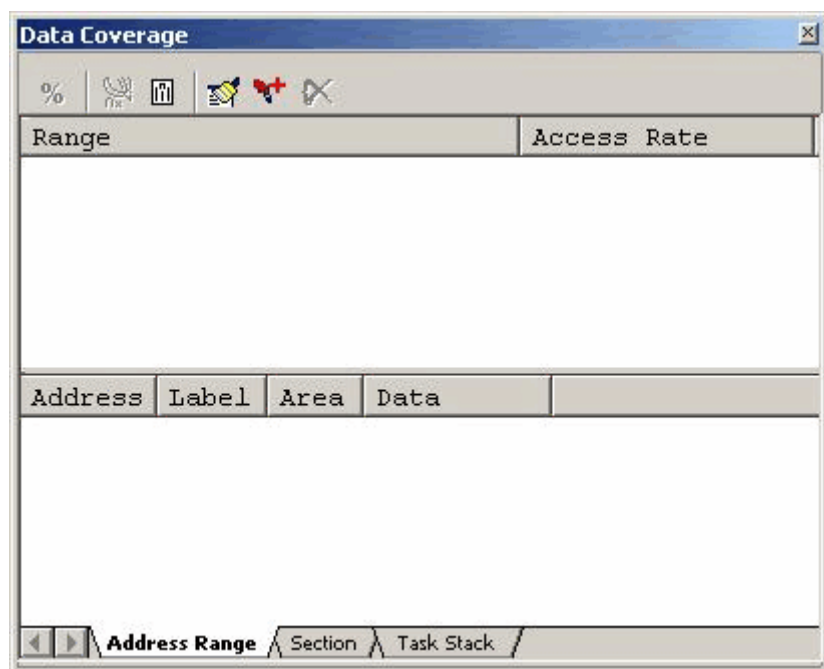 Data Coverage
%
Range Access Rate
Address Label Area Data
Address Range Section Task Stack